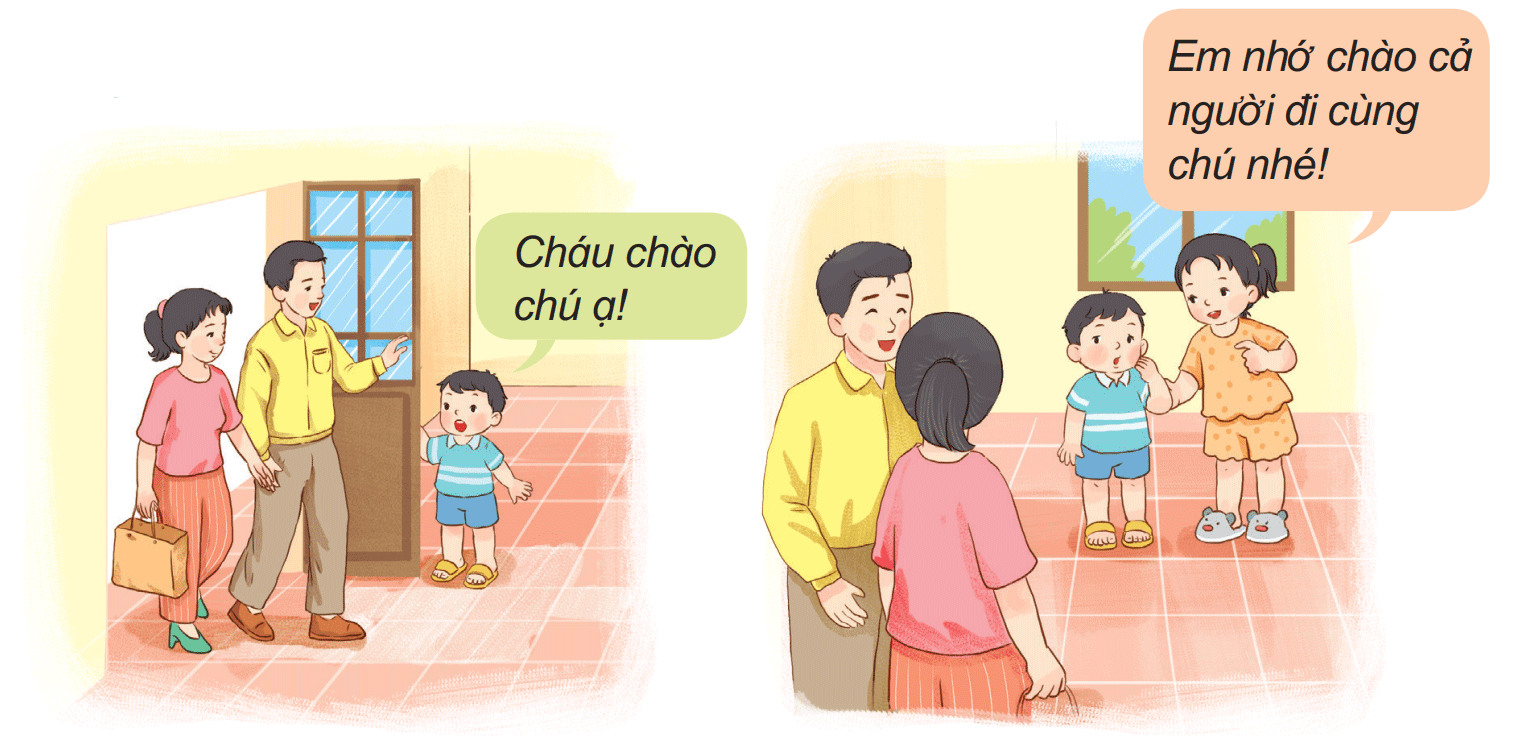 Cháu chào
chú ạ!
Em nhớ chào cả
người đi cùng
chú nhé!